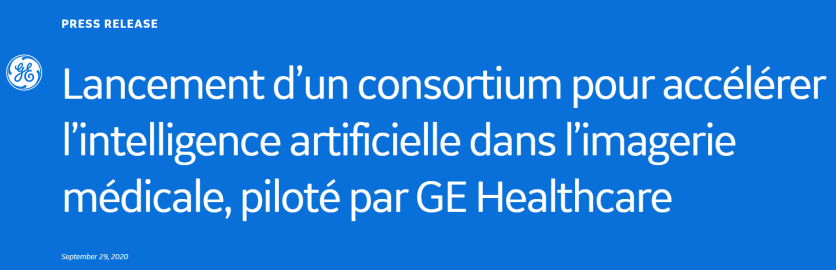 PRESS RELEASE
GE
Lancement d’un consortium pour accélérer
l’intelligence artificielle dans l’imagerie
médicale, piloté par GE Healthcare
September 29, 2020